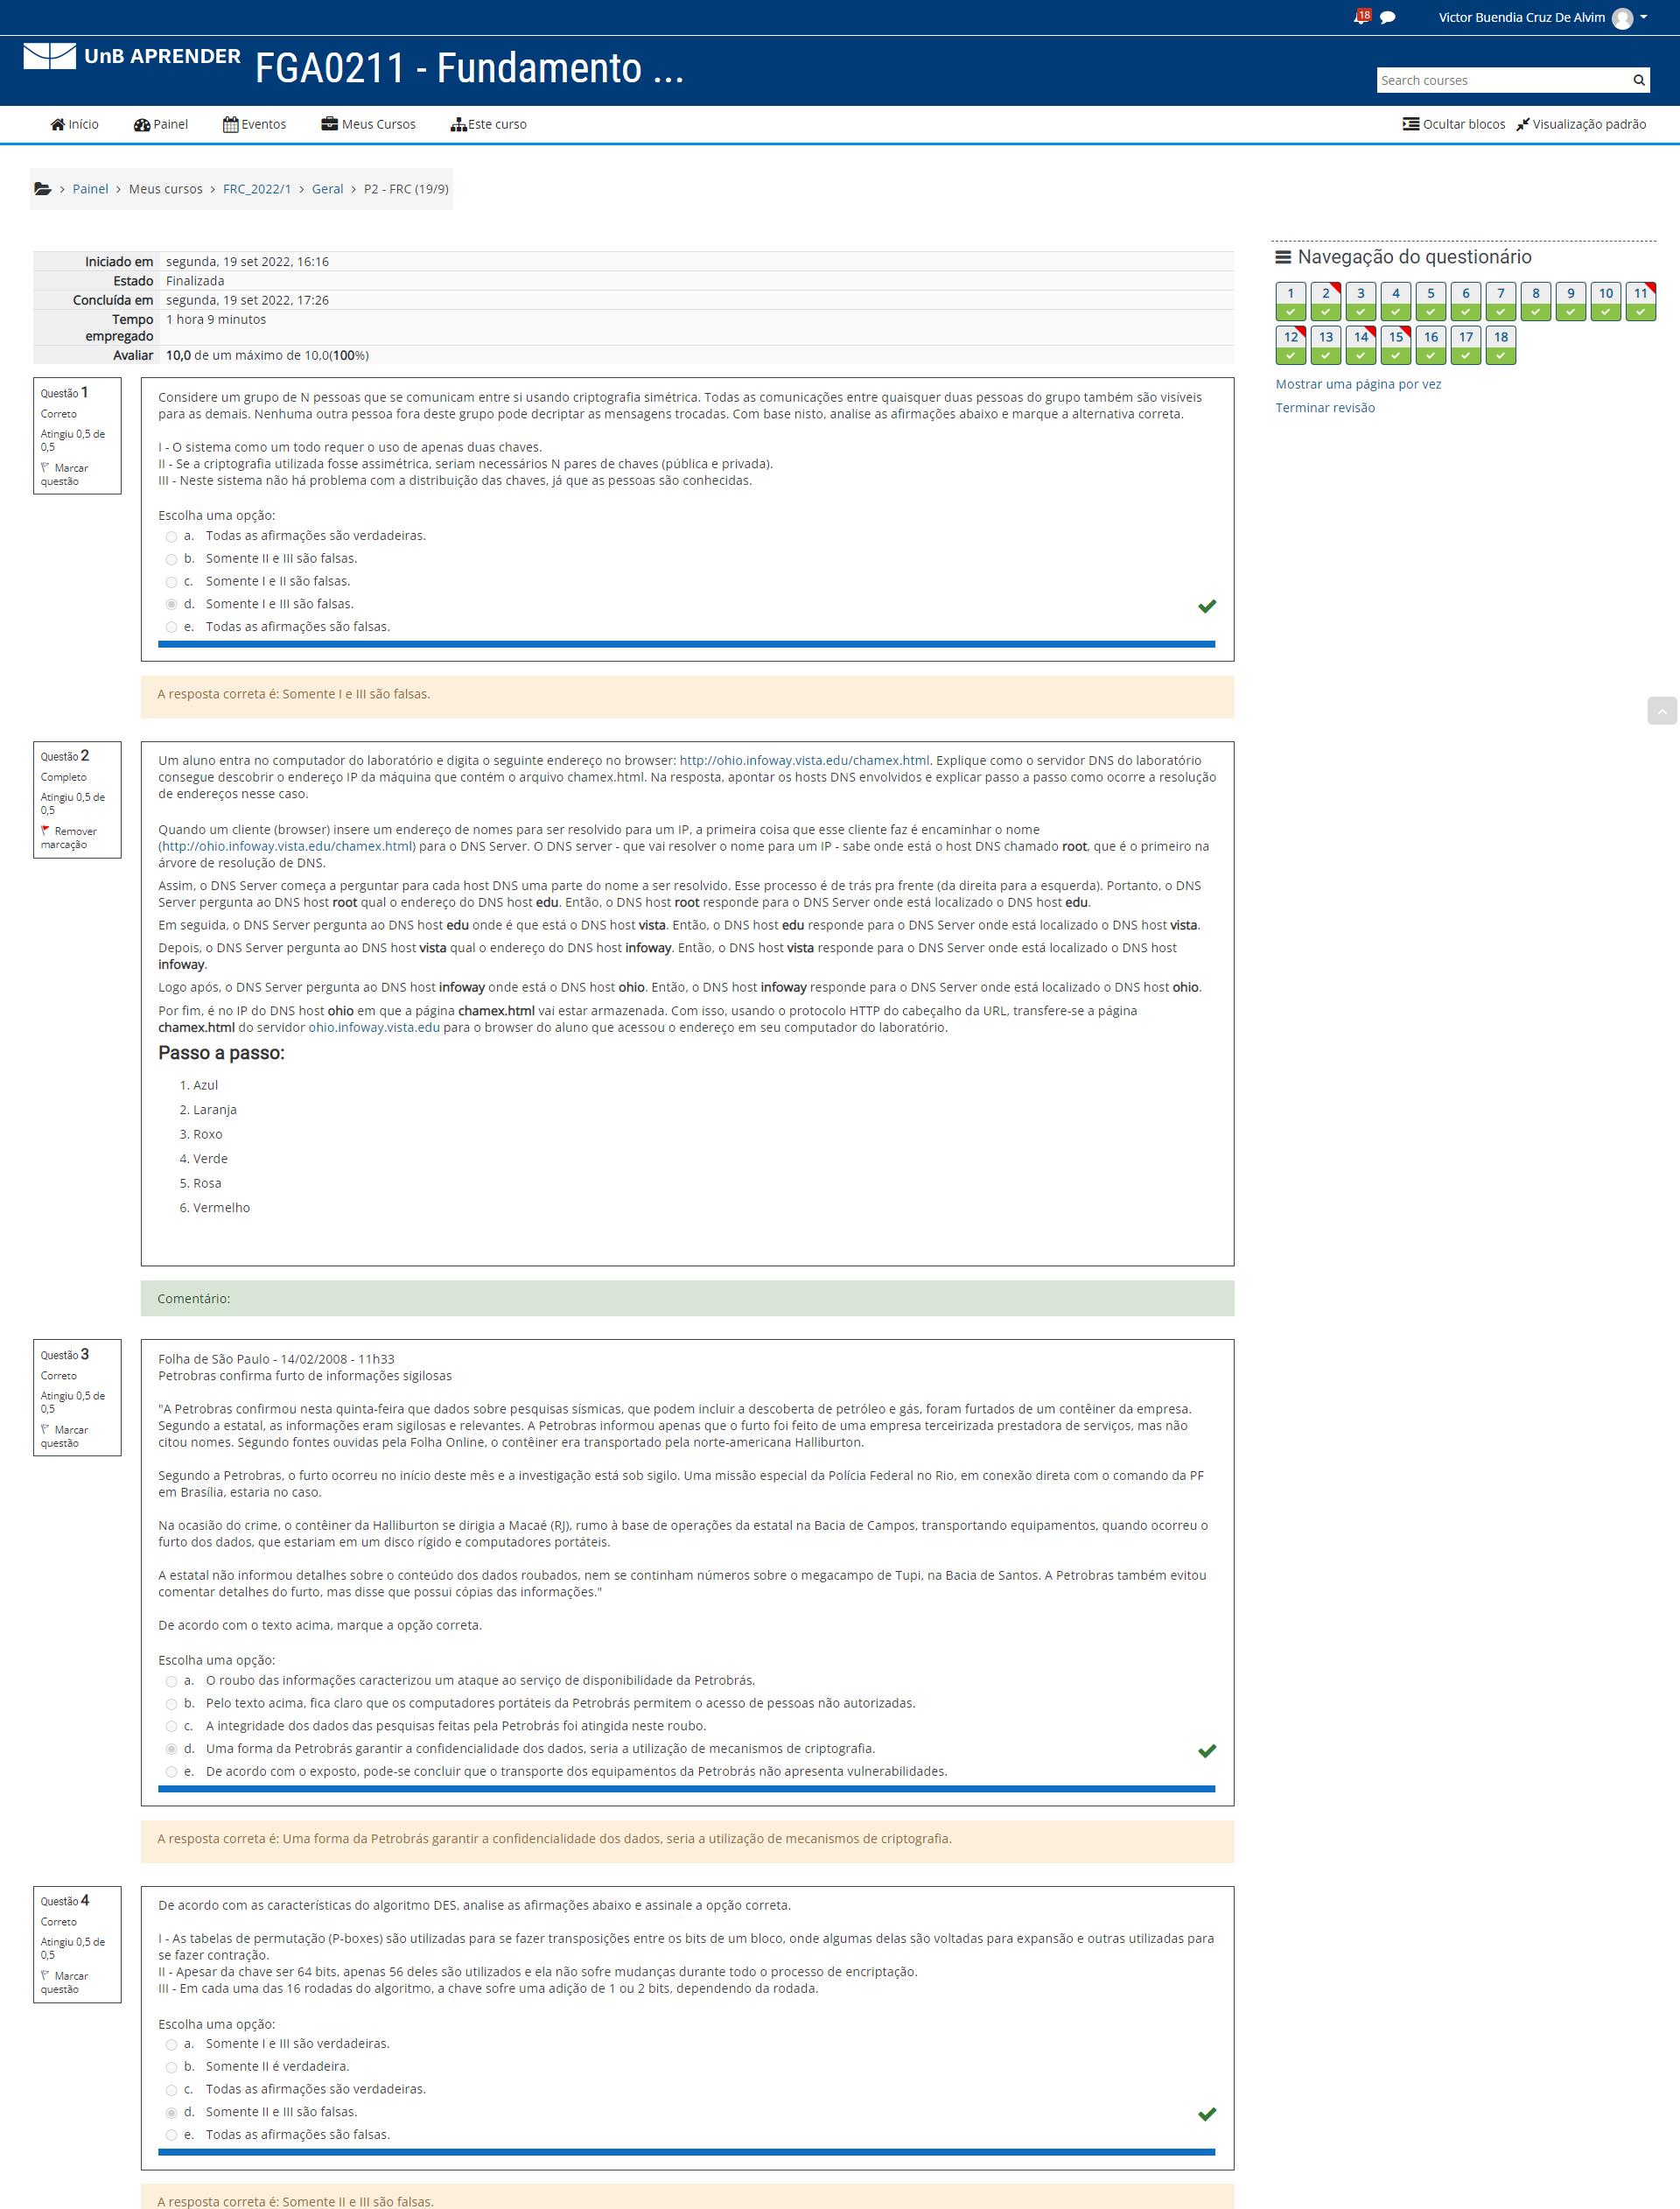 18
Victor Buendia Cruz De Alvim
UnB APRENDER
FGA0211 - Fundamento ...
Search courses
Início
Painel
Eventos
Meus Cursos
Este curso
Ocultar blocos
Visualização padrão
Painel > Meus cursos > FRC_2022/1 > Geral > P2 - FRC (19/9)
Iniciado em segunda, 19 set 2022, 16:16
Estado Finalizada
Concluída em segunda, 19 set 2022, 17:26
Tempo empregado 1 hora 9 minutos
Avaliar 10,0 de um máximo de 10,0(100%)
Navegação do questionário
1 2 3 4 5 6 7 8 9 10 11
12 13 14 15 16 17 18
Mostrar uma página por vez
Terminar revisão
Questão 1
Correto
Atingiu 0,5 de
0,5
Marcar
questão
Considere um grupo de N pessoas que se comunicam entre si usando criptografia simétrica. Todas as comunicações entre quaisquer duas pessoas do grupo também são visíveis
para as demais. Nenhuma outra pessoa fora deste grupo pode decriptar as mensagens trocadas. Com base nisto, analise as afirmações abaixo e marque a alternativa correta.
I - O sistema como um todo requer o uso de apenas duas chaves.
II - Se a criptografia utilizada fosse assimétrica, seriam necessários N pares de chaves (pública e privada).
III - Neste sistema não há problema com a distribuição das chaves, já que as pessoas são conhecidas.
Escolha uma opção:
a. Todas as afirmações são verdadeiras.
b. Somente II e III são falsas.
c. Somente I e II são falsas.
d. Somente I e III são falsas.
e. Todas as afirmações são falsas.
A resposta correta é: Somente I e III são falsas.
Questão 2
Completo
Atingiu 0,5 de
0,5
Remover
marcação
Um aluno entra no computador do laboratório e digita o seguinte endereço no browser: http://ohio.infoway.vista.edu/chamex.html. Explique como o servidor DNS do laboratório
consegue descobrir o endereço IP da máquina que contém o arquivo chamex.html. Na resposta, apontar os hosts DNS envolvidos e explicar passo a passo como ocorre a resolução
de endereços nesse caso.
Quando um cliente (browser) insere um endereço de nomes para ser resolvido para um IP, a primeira coisa que esse cliente faz é encaminhar o nome
(http://ohio.infoway.vista.edu/chamex.html) para o DNS Server. O DNS server - que vai resolver o nome para um IP - sabe onde está o host DNS chamado root, que é o primeiro na
árvore de resolução de DNS.
Assim, o DNS Server começa a perguntar para cada host DNS uma parte do nome a ser resolvido. Esse processo é de trás pra frente (da direita para a esquerda). Portanto, o DNS
Server pergunta ao DNS host root qual o endereço do DNS host edu. Então, o DNS host root responde para o DNS Server onde está localizado o DNS host edu.
Em seguida, o DNS Server pergunta ao DNS host edu onde é que está o DNS host vista. Então, o DNS host edu responde para o DNS Server onde está localizado o DNS host vista.
Depois, o DNS Server pergunta ao DNS host vista qual o endereço do DNS host infoway. Então, o DNS host vista responde para o DNS Server onde está localizado o DNS host
infoway.
Logo após, o DNS Server pergunta ao DNS host infoway onde está o DNS host ohio. Então, o DNS host infoway responde para o DNS Server onde está localizado o DNS host ohio.
Por fim, é no IP do DNS host ohio em que a página chamex.html vai estar armazenada. Com isso, usando o protocolo HTTP do cabeçalho da URL, transfere-se a página
chamex.html do servidor ohio.infoway.vista.edu para o browser do aluno que acessou o endereço em seu computador do laboratório.
Passo a passo:
1. Azul
2. Laranja
3. Roxo
4. Verde
5. Rosa
6. Vermelho
Comentário:
Questão 3
Correto
Atingiu 0,5 de
0,5
Marcar
questão
Folha de São Paulo - 14/02/2008 - 11h33
Petrobras confirma furto de informações sigilosas
"A Petrobras confirmou nesta quinta-feira que dados sobre pesquisas sísmicas, que podem incluir a descoberta de petróleo e gás, foram furtados de um contêiner da empresa.
Segundo a estatal, as informações eram sigilosas e relevantes. A Petrobras informou apenas que o furto foi feito de uma empresa terceirizada prestadora de serviços, mas não
citou nomes. Segundo fontes ouvidas pela Folha Online, o contêiner era transportado pela norte-americana Halliburton.
Segundo a Petrobras, o furto ocorreu no início deste mês e a investigação está sob sigilo. Uma missão especial da Polícia Federal no Rio, em conexão direta com o comando da PF
em Brasília, estaria no caso.
Na ocasião do crime, o contêiner da Halliburton se dirigia a Macaé (RJ), rumo à base de operações da estatal na Bacia de Campos, transportando equipamentos, quando ocorreu o
furto dos dados, que estariam em um disco rígido e computadores portáteis.
A estatal não informou detalhes sobre o conteúdo dos dados roubados, nem se continham números sobre o megacampo de Tupi, na Bacia de Santos. A Petrobras também evitou
comentar detalhes do furto, mas disse que possui cópias das informações."
De acordo com o texto acima, marque a opção correta.
Escolha uma opção:
a. O roubo das informações caracterizou um ataque ao serviço de disponibilidade da Petrobrás.
b. Pelo texto acima, fica claro que os computadores portáteis da Petrobrás permitem o acesso de pessoas não autorizadas.
c. A integridade dos dados das pesquisas feitas pela Petrobrás foi atingida neste roubo.
d. Uma forma da Petrobrás garantir a confidencialidade dos dados, seria a utilização de mecanismos de criptografia.
e. De acordo com o exposto, pode-se concluir que o transporte dos equipamentos da Petrobrás não apresenta vulnerabilidades.
A resposta correta é: Uma forma da Petrobrás garantir a confidencialidade dos dados, seria a utilização de mecanismos de criptografia.
Questão 4
Correto
Atingiu 0,5 de
0,5
Marcar
questão
De acordo com as características do algoritmo DES, analise as afirmações abaixo e assinale a opção correta.
I - As tabelas de permutação (P-boxes) são utilizadas para se fazer transposições entre os bits de um bloco, onde algumas delas são voltadas para expansão e outras utilizadas para
se fazer contração.
II - Apesar da chave ser 64 bits, apenas 56 deles são utilizados e ela não sofre mudanças durante todo o processo de encriptação.
III - Em cada uma das 16 rodadas do algoritmo, a chave sofre uma adição de 1 ou 2 bits, dependendo da rodada.
Escolha uma opção:
a. Somente I e III são verdadeiras.
b. Somente II é verdadeira.
c. Todas as afirmações são verdadeiras.
d. Somente II e III são falsas.
e. Todas as afirmações são falsas.
A resposta correta é: Somente II e III são falsas.